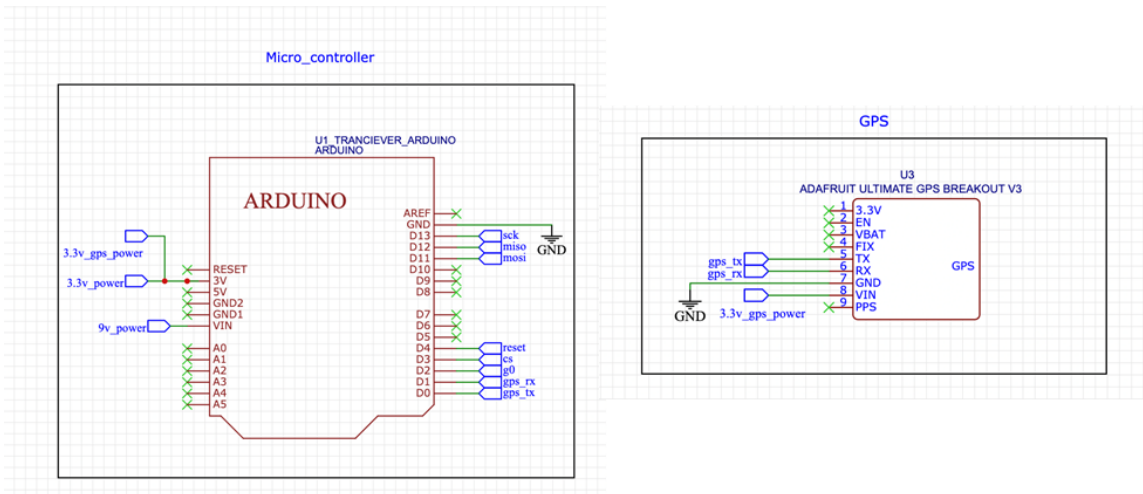 Micro_controller
U1_TRANCIEVER_ARDUINO
ARDUINO
ARDUINO
AREF
GND
D13
D12
D11
D10
D9
D8
D7
D6
D5
D4
D3
D2
D1
D0
sck
miso
mosi
GND
reset
cs
g0
gps_rx
gps_tx
3.3v_gps_power
3.3v_power
9v_power
RESET
3V
5V
GND2
GND1
VIN
A0
A1
A2
A3
A4
A5
GPS
U3
ADAFRUIT ULTIMATE GPS BREAKOUT V3
1 3.3V
2 EN
3 VBAT
4 FIX
5 TX
6 RX
7 GND
8 VIN
9 PPS
GPS
gps_tx
gps_rx
GND
3.3v_gps_power